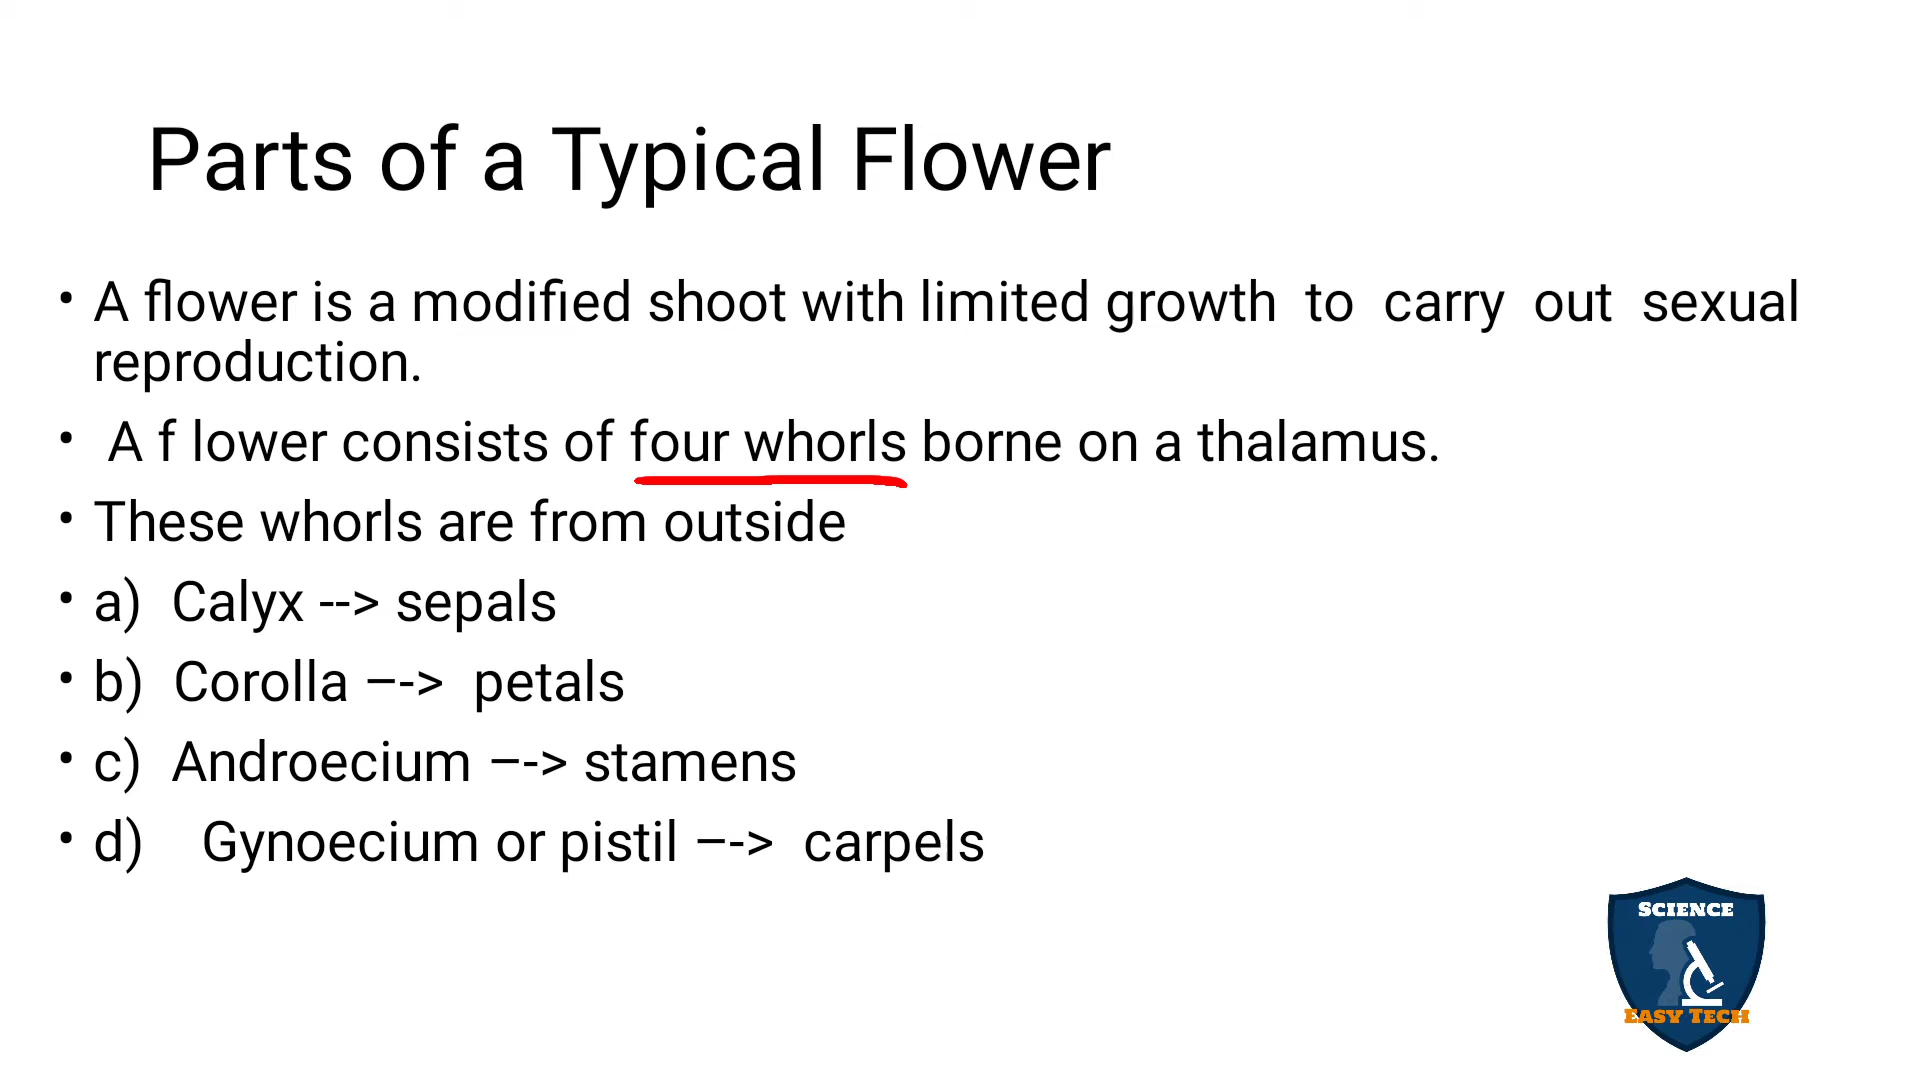 Parts of a Typical Flower
• A flower is a modified shoot with limited growth to carry out sexual
reproduction.
• A f lower consists of four whorls borne on a thalamus.
• These whorls are from outside
• a) Calyx --> sepals
• b) Corolla –-> petals
• c) Androecium –-> stamens
• d) Gynoecium or pistil –-> carpels
SCIENCE
EASY TECH